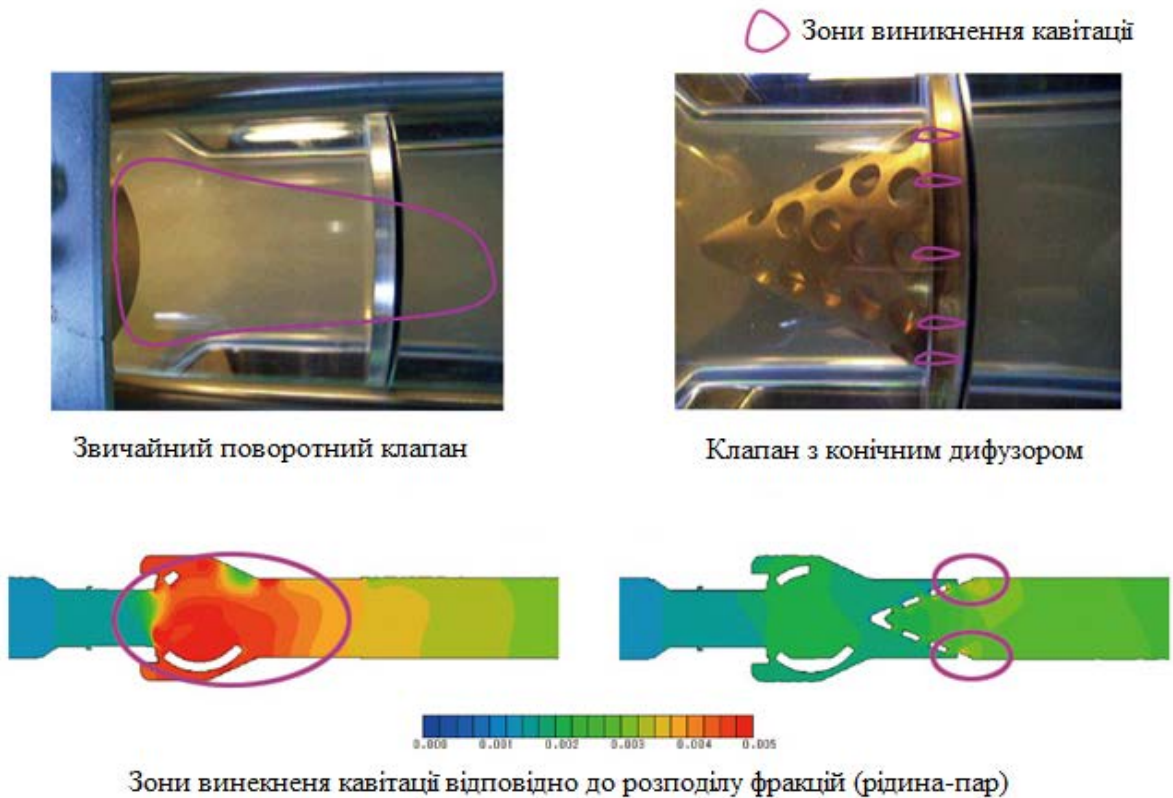 Зони виникнення кавітації
Звичайний поворотний клапан
Клапан з конічним дифузором
0.000 0.001 0.002 0.003 0.004 0.005
Зони винекненя кавітації відповідно до розподілу фракцій (рідина-пар)